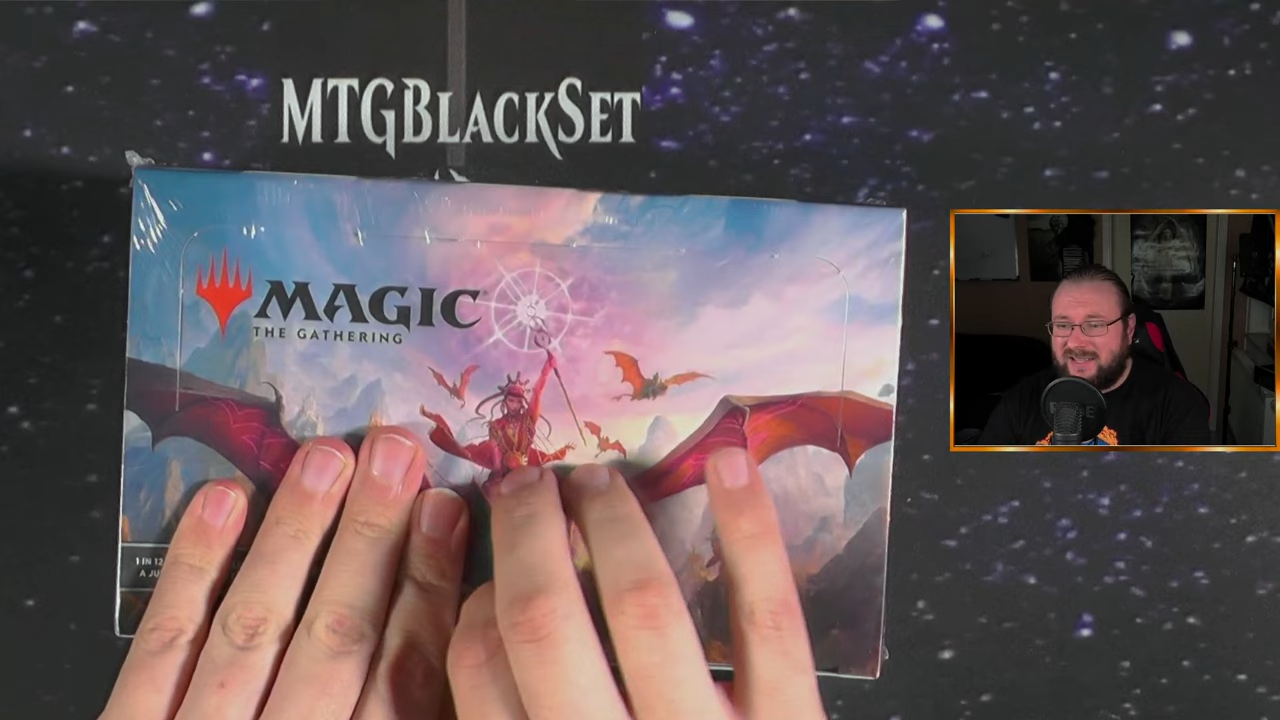 MTGBLACKSET
MAGIC
THE GATHERING
1 IN 12
A JU